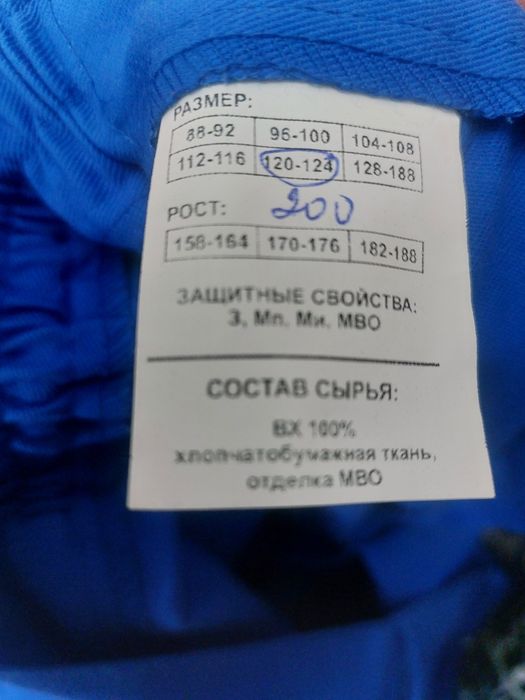 РАЗМЕР:
88-92 96-100 104-108
112-116 120-124 128-188
РОСТ: 200
158-164 170-176 182-188
ЗАЩИТНЫЕ СВОЙСТВА:
З, Мп, Ми, МВО
СОСТАВ СЫРЬЯ:
ВХ 100%
хлопчатобумажная ткань,
отделка МВО